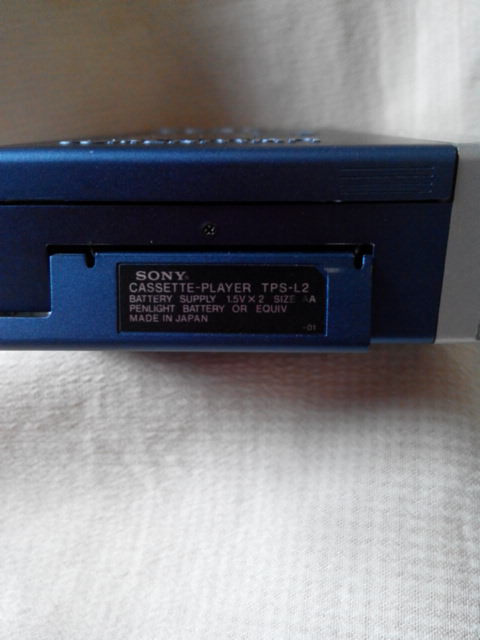 SONY
CASSETTE-PLAYER TPS-L2
BATTERY SUPPLY 1.5V X 2 SIZE AA
PENLIGHT BATTERY OR EQUIV
MADE IN JAPAN
-01